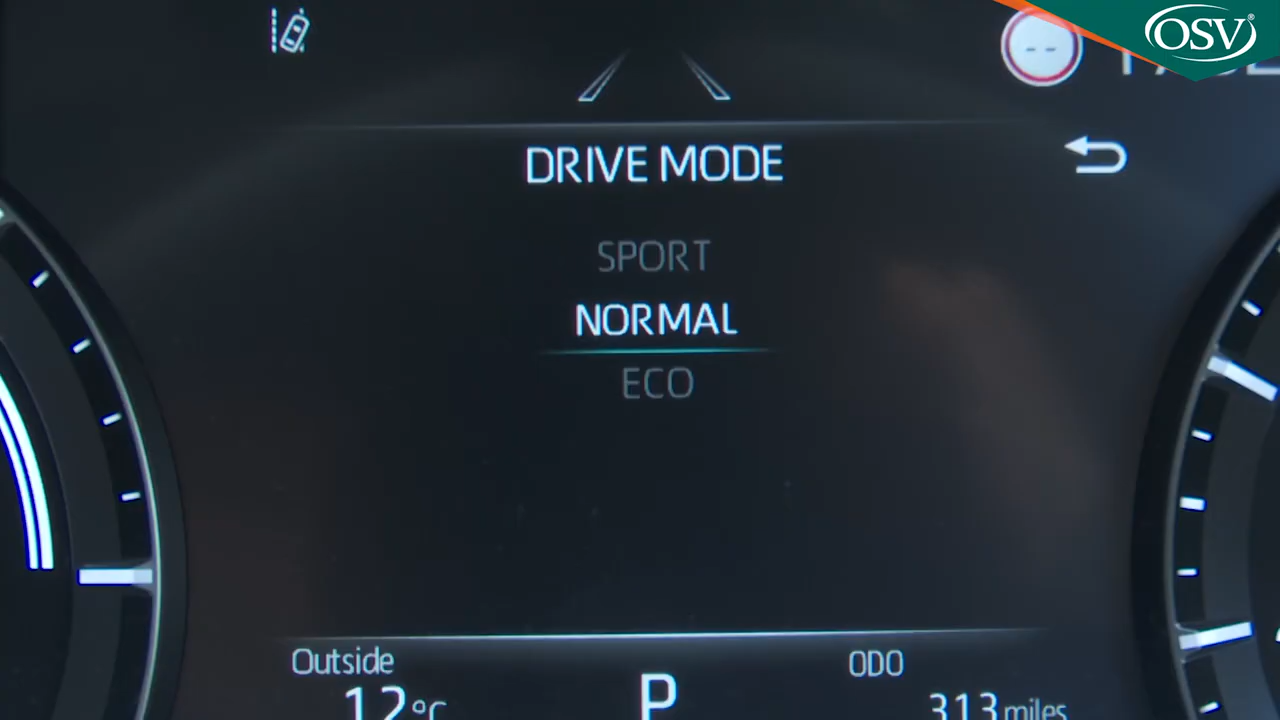 OSV®
--
DRIVE MODE
SPORT
NORMAL
ECO
Outside
12°C
P
ODO
313 miles